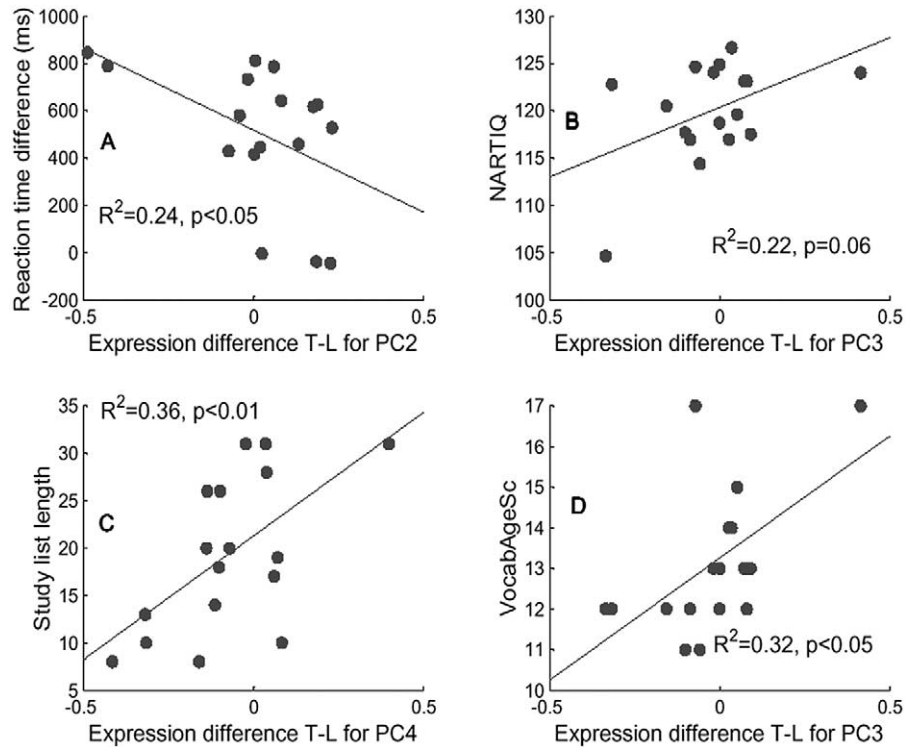 Reaction time difference (ms)
1000
800
600
400
200
0
-200
A
R²=0.24, p<0.05
-0.5
0
0.5
Expression difference T-L for PC2
NARTIQ
130
125
120
115
110
105
100
B
R²=0.22, p=0.06
-0.5
0
0.5
Expression difference T-L for PC3
Study list length
35
30
25
20
15
10
5
R²=0.36, p<0.01
C
-0.5
0
0.5
Expression difference T-L for PC4
VocabAgeSc
17
16
15
14
13
12
11
10
D
R²=0.32, p<0.05
-0.5
0
0.5
Expression difference T-L for PC3